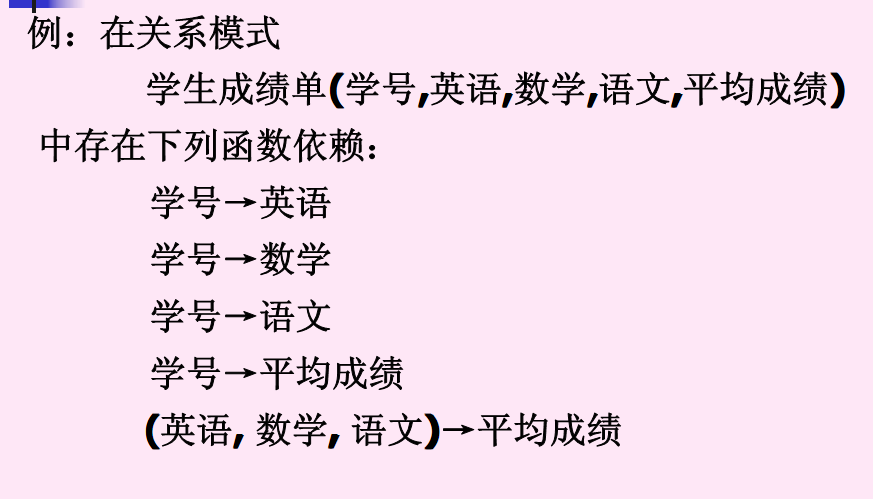 例：在关系模式
学生成绩单(学号,英语,数学,语文,平均成绩)
中存在下列函数依赖：
学号→英语
学号→数学
学号→语文
学号→平均成绩
(英语, 数学, 语文)→平均成绩